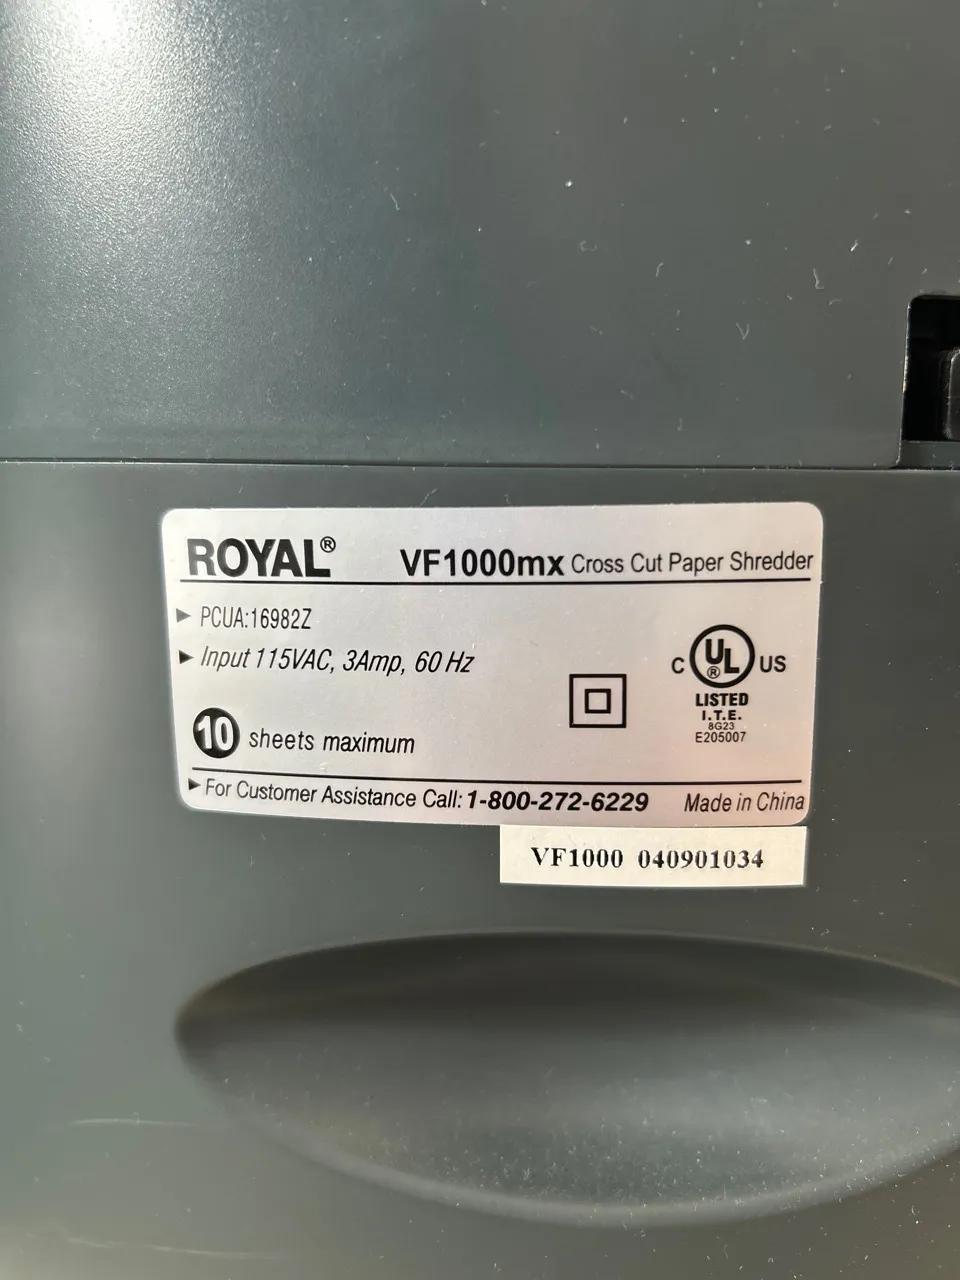 ROYAL® VF1000mx Cross Cut Paper Shredder
PCUA:16982Z
Input 115VAC, 3Amp, 60 Hz
C UL® US
LISTED
I.T.E.
8G23
E205007
10 sheets maximum
For Customer Assistance Call: 1-800-272-6229 Made in China
VF1000 040901034